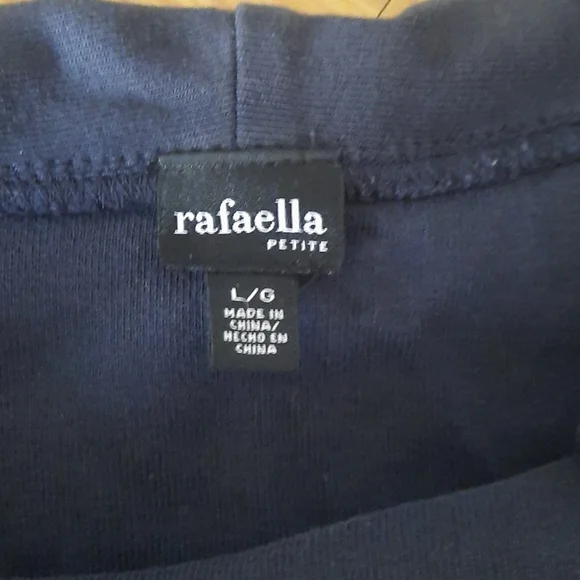 rafaella
PETITE
L/G
MADE IN
CHINA/
HECHO EN
CHINA